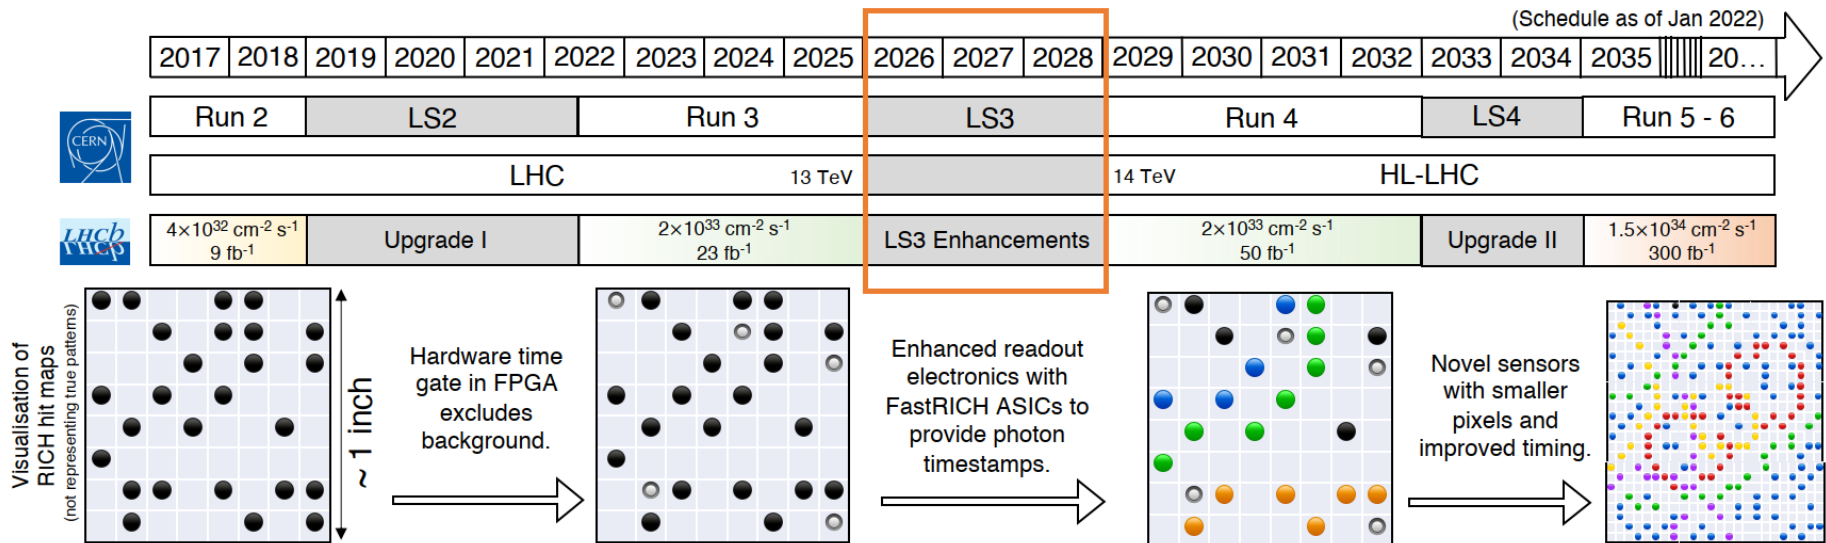 (Schedule as of Jan 2022)
2017 2018 2019 2020 2021 2022 2023 2024 2025 2026 2027 2028 2029 2030 2031 2032 2033 2034 2035 20...
Run 2 LS2 Run 3 LS3 Run 4 LS4 Run 5 - 6
CERN
LHC 13 TeV 14 TeV HL-LHC
LHCb
4×10³² cm-² s-¹
9 fb-¹
Upgrade I
2×10³³ cm-² s-¹
23 fb-¹
LS3 Enhancements
2×10³³ cm-² s-¹
50 fb-¹
Upgrade II
1.5×10³⁴ cm-² s-¹
300 fb-¹
Visualisation of
RICH hit maps
(not representing true patterns)
~ 1 inch
Hardware time
gate in FPGA
excludes
background.
Enhanced readout
electronics with
FastRICH ASICs to
provide photon
timestamps.
Novel sensors
with smaller
pixels and
improved timing.